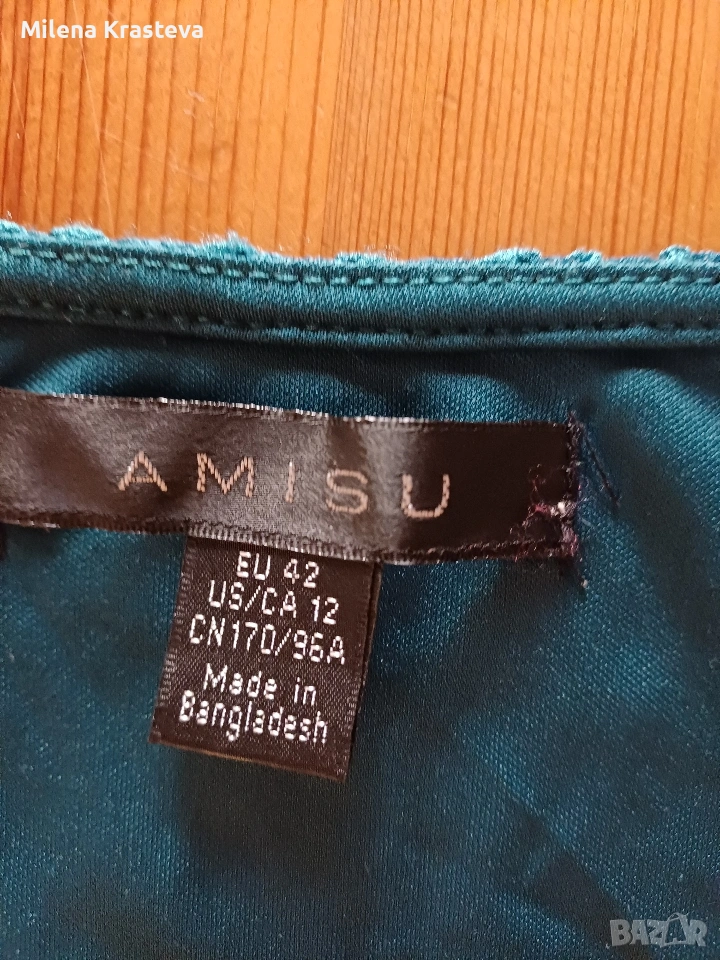 Milena Krasteva
AMISU
EU 42
US/CA 12
CN170/96A
Made in
Bangladesh
BAZAR